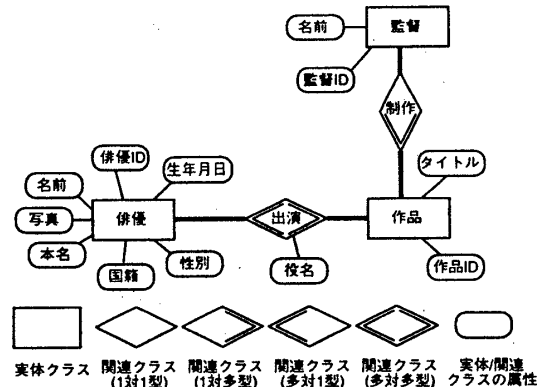 名前
監督
監督ID
制作
俳優ID
生年月日
タイトル
名前
写真
俳優
出演
作品
本名
国籍
性別
役名
作品ID
実体クラス
関連クラス
(1対1型)
関連クラス
(1対多型)
関連クラス
(多対1型)
関連クラス
(多対多型)
実体/関連
クラスの属性